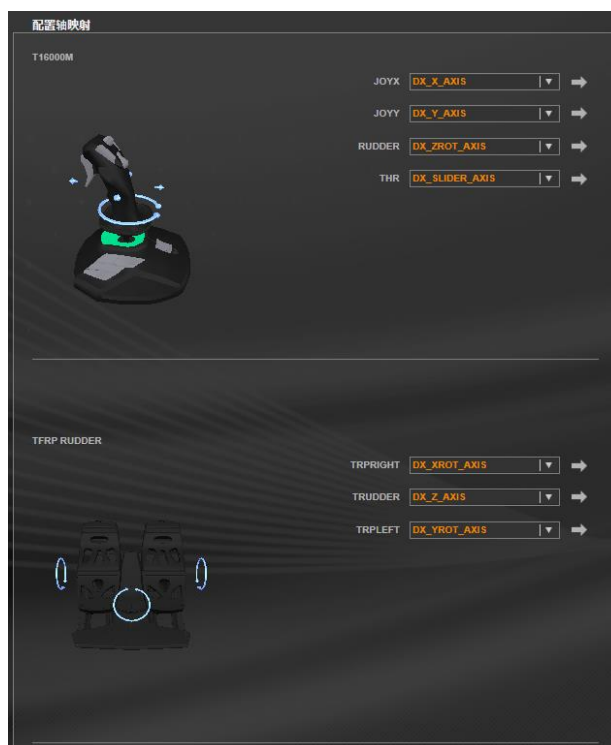 配置轴映射
T16000M
JOYX DX_X_AXIS
JOYY DX_Y_AXIS
RUDDER DX_ZROT_AXIS
THR DX_SLIDER_AXIS
TFRP RUDDER
TRPRIGHT DX_XROT_AXIS
TRUDDER DX_Z_AXIS
TRPLEFT DX_YROT_AXIS